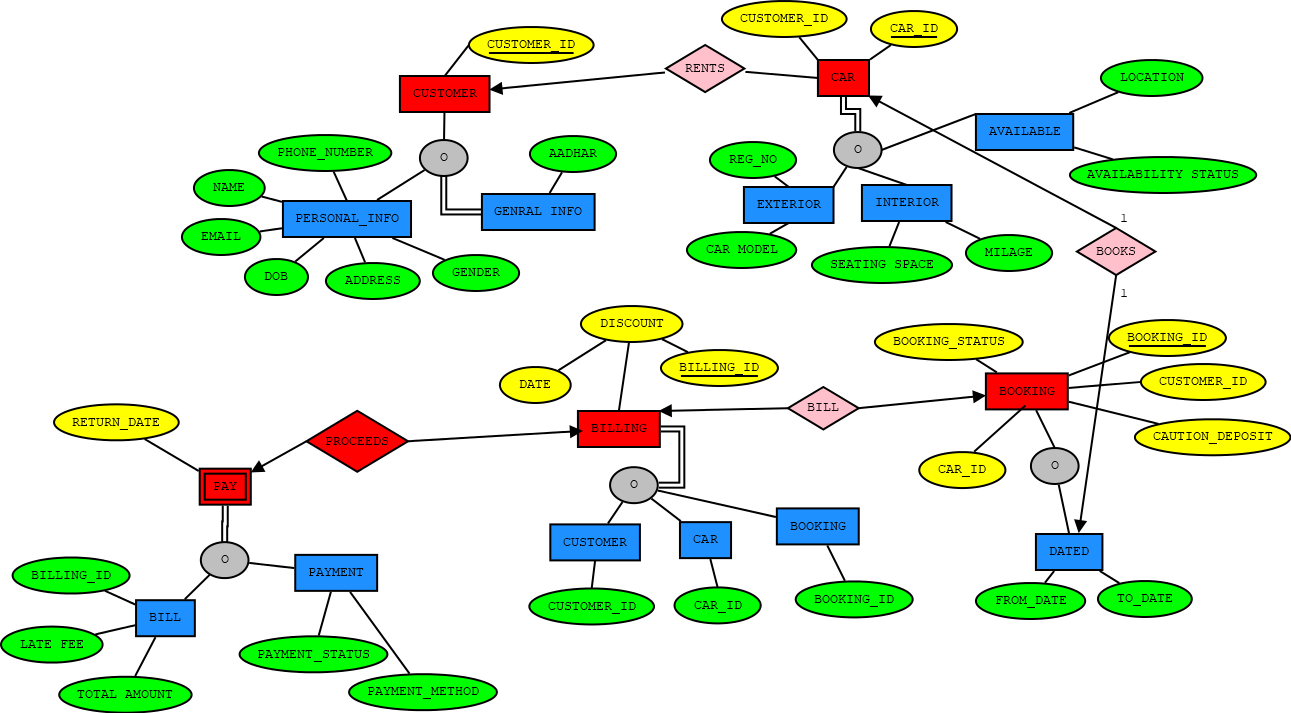 CUSTOMER_ID
CAR_ID
CUSTOMER_ID
RENTS
CAR
LOCATION
CUSTOMER
AVAILABLE
PHONE_NUMBER
O
AADHAR
REG_NO
O
AVAILABILITY STATUS
NAME
PERSONAL_INFO
GENRAL INFO
EXTERIOR
INTERIOR
1
EMAIL
CAR MODEL
MILAGE
BOOKS
DOB
ADDRESS
GENDER
SEATING SPACE
1
DISCOUNT
BOOKING_STATUS
BOOKING_ID
DATE
BILLING_ID
BOOKING
CUSTOMER_ID
RETURN_DATE
PROCEEDS
BILLING
BILL
CAUTION_DEPOSIT
CAR_ID
O
PAY
O
BOOKING
CUSTOMER
CAR
DATED
O
BILLING_ID
PAYMENT
CUSTOMER_ID
CAR_ID
BOOKING_ID
FROM_DATE
TO_DATE
BILL
LATE FEE
PAYMENT_STATUS
TOTAL AMOUNT
PAYMENT_METHOD